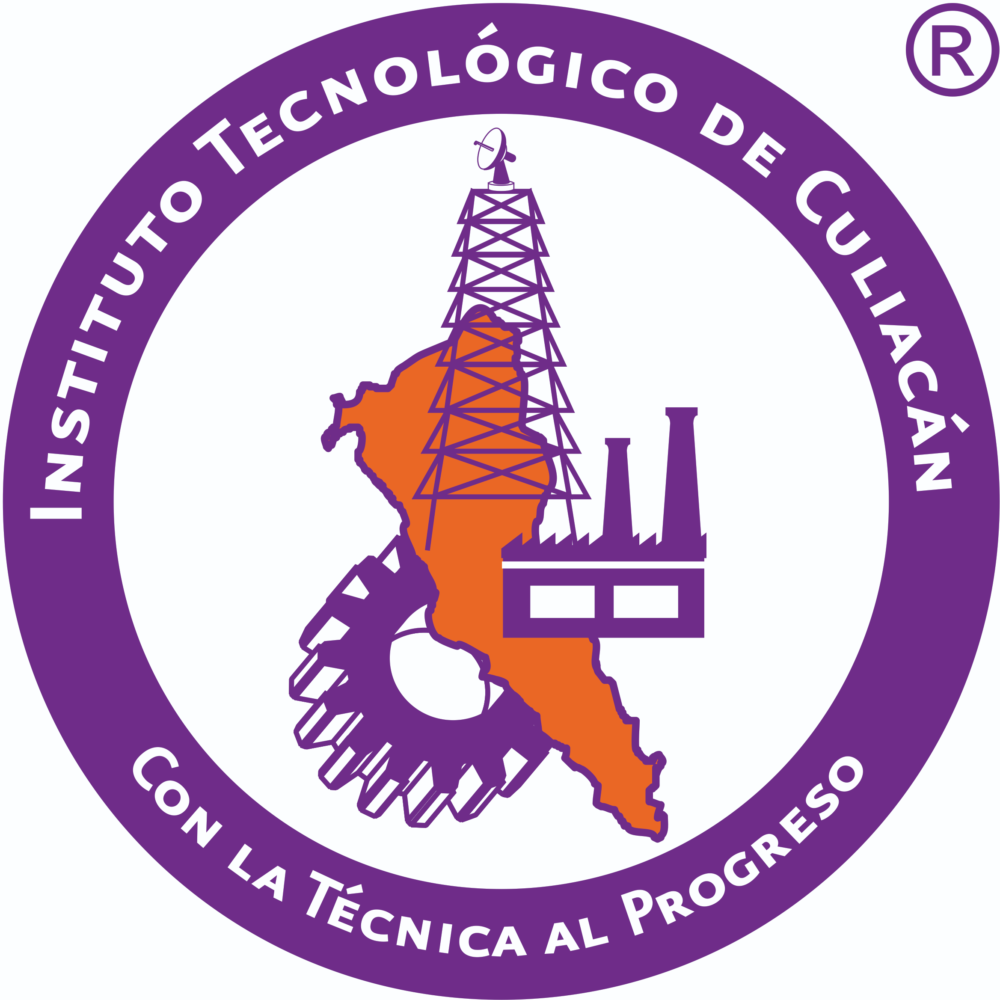 INSTITUTO TECNOLÓGICO DE CULIACÁN
®
CON LA TÉCNICA AL PROGRESO